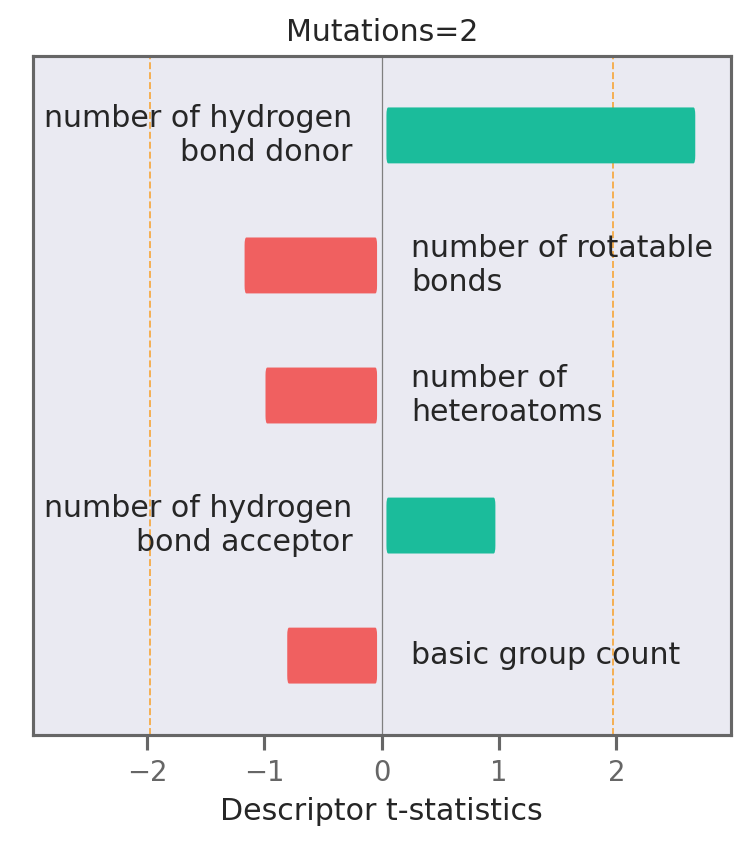 Mutations=2
number of hydrogen
bond donor
number of rotatable
bonds
number of
heteroatoms
number of hydrogen
bond acceptor
basic group count
−2 −1 0 1 2
Descriptor t-statistics